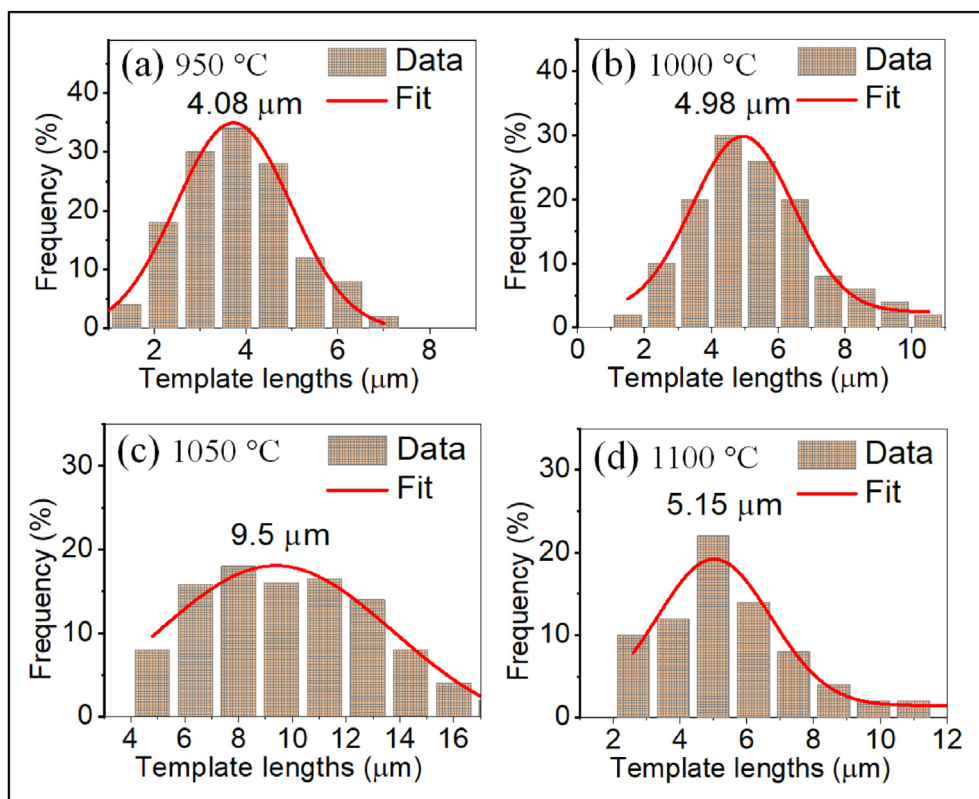 (a) 950 °C
Data
Fit
4.08 μm
Frequency (%)
40
30
20
10
0
2 4 6 8
Template lengths (μm)
(b) 1000 °C
Data
Fit
4.98 μm
Frequency (%)
40
30
20
10
0
0 2 4 6 8 10
Template lengths (μm)
(c) 1050 °C
Data
Fit
9.5 μm
Frequency (%)
30
20
10
0
4 6 8 10 12 14 16
Template lengths (μm)
(d) 1100 °C
Data
Fit
5.15 μm
Frequency (%)
30
20
10
0
2 4 6 8 10 12
Template lengths (μm)